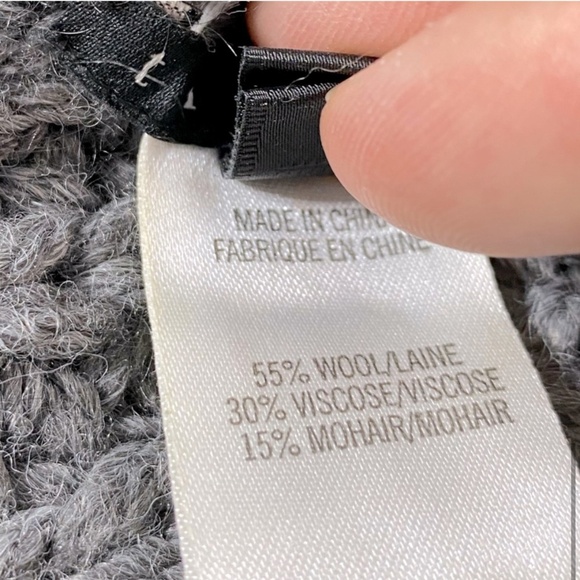 MADE IN CHINA
FABRIQUE EN CHINE
55% WOOL/LAINE
30% VISCOSE/VISCOSE
15% MOHAIR/MOHAIR